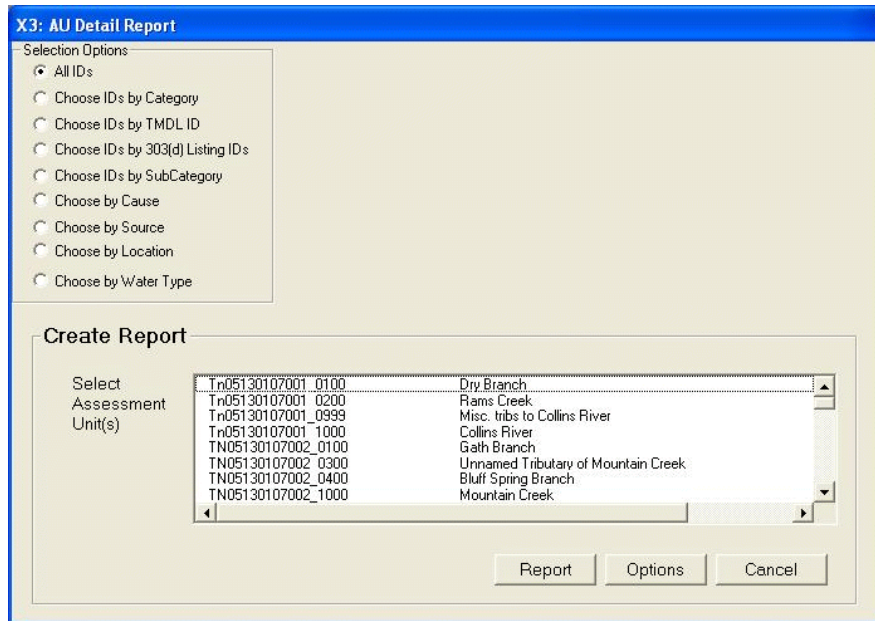 X3: AU Detail Report
Selection Options
All IDs
Choose IDs by Category
Choose IDs by TMDL ID
Choose IDs by 303(d) Listing IDs
Choose IDs by SubCategory
Choose by Cause
Choose by Source
Choose by Location
Choose by Water Type
Create Report
Select
Assessment
Unit(s)
Tn05130107001_0100 Dry Branch
Tn05130107001_0200 Rams Creek
Tn05130107001_0999 Misc. tribs to Collins River
Tn05130107001_1000 Collins River
TN05130107002_0100 Gath Branch
TN05130107002_0300 Unnamed Tributary of Mountain Creek
TN05130107002_0400 Bluff Spring Branch
TN05130107002_1000 Mountain Creek
Report Options Cancel